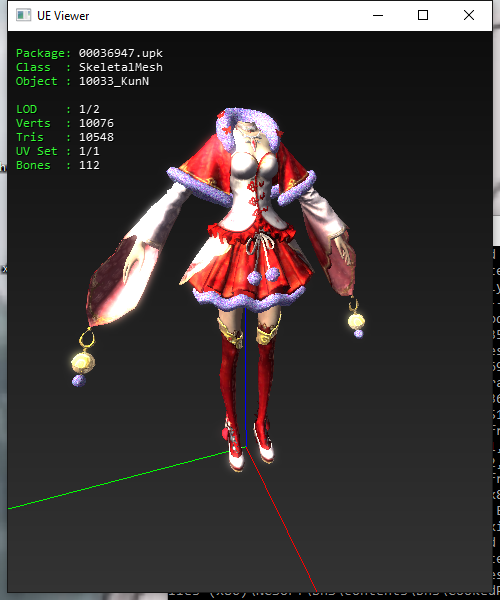 UE Viewer
Package: 00036947.upk
Class : SkeletalMesh
Object : 10033_KunN
LOD : 1/2
Verts : 10076
Tris : 10548
UV Set : 1/1
Bones : 112